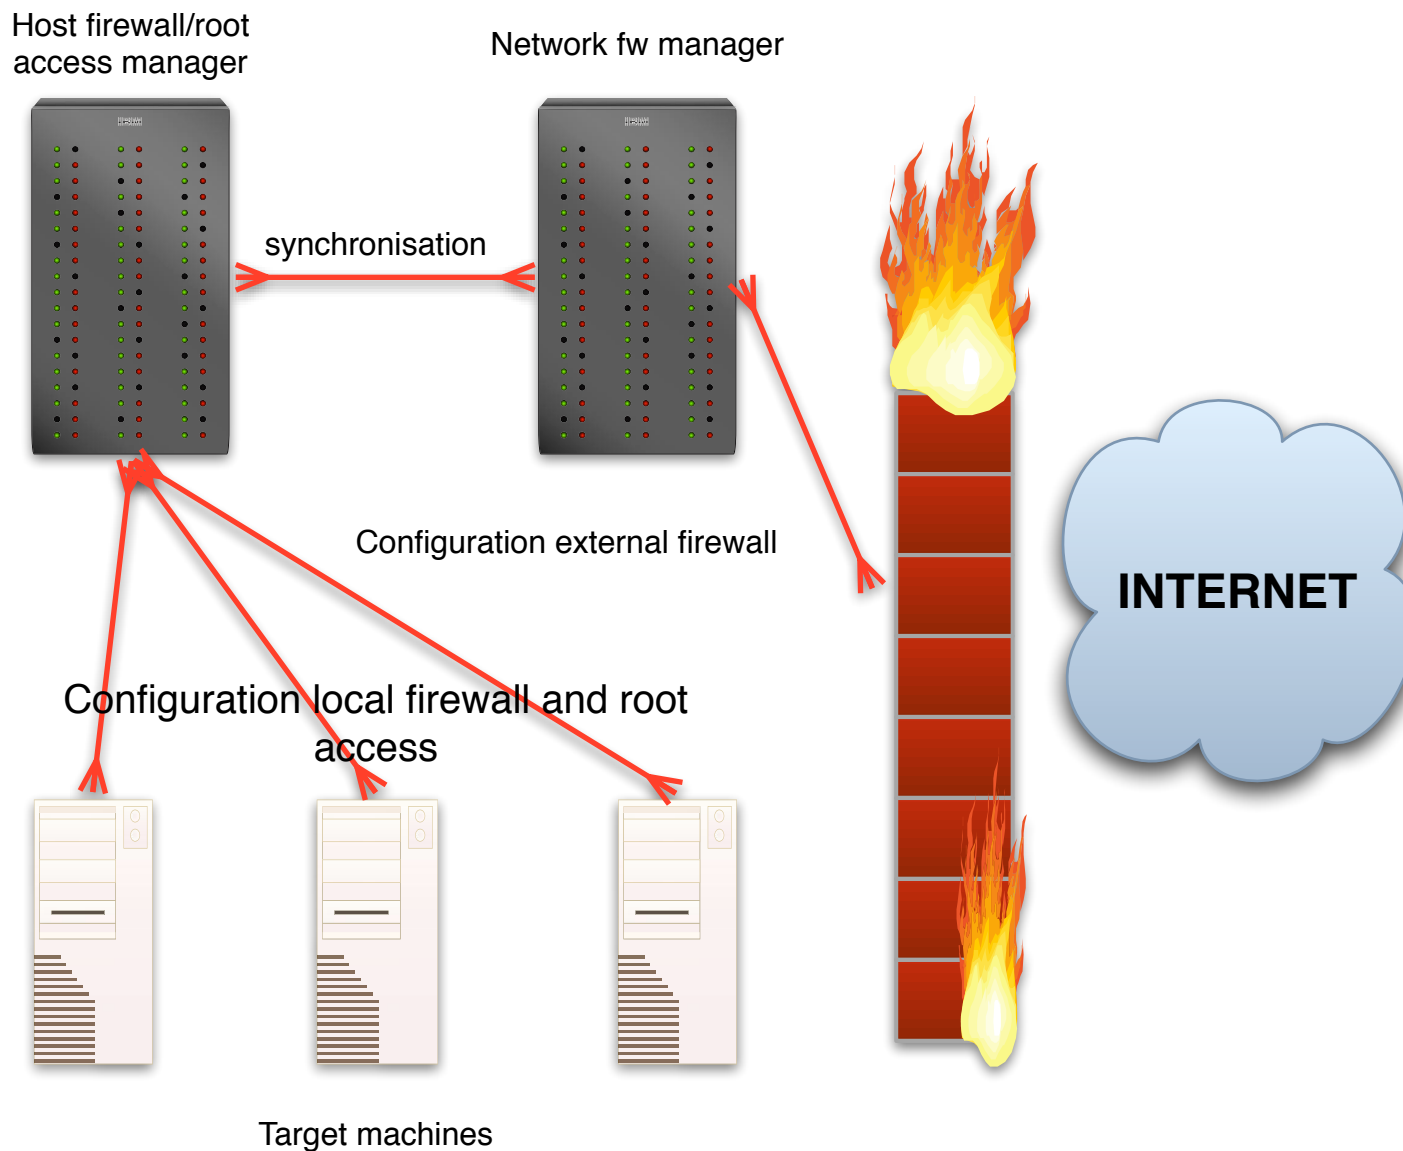 Host firewall/root
access manager
Network fw manager
synchronisation
Configuration external firewall
INTERNET
Configuration local firewall and root
access
Target machines